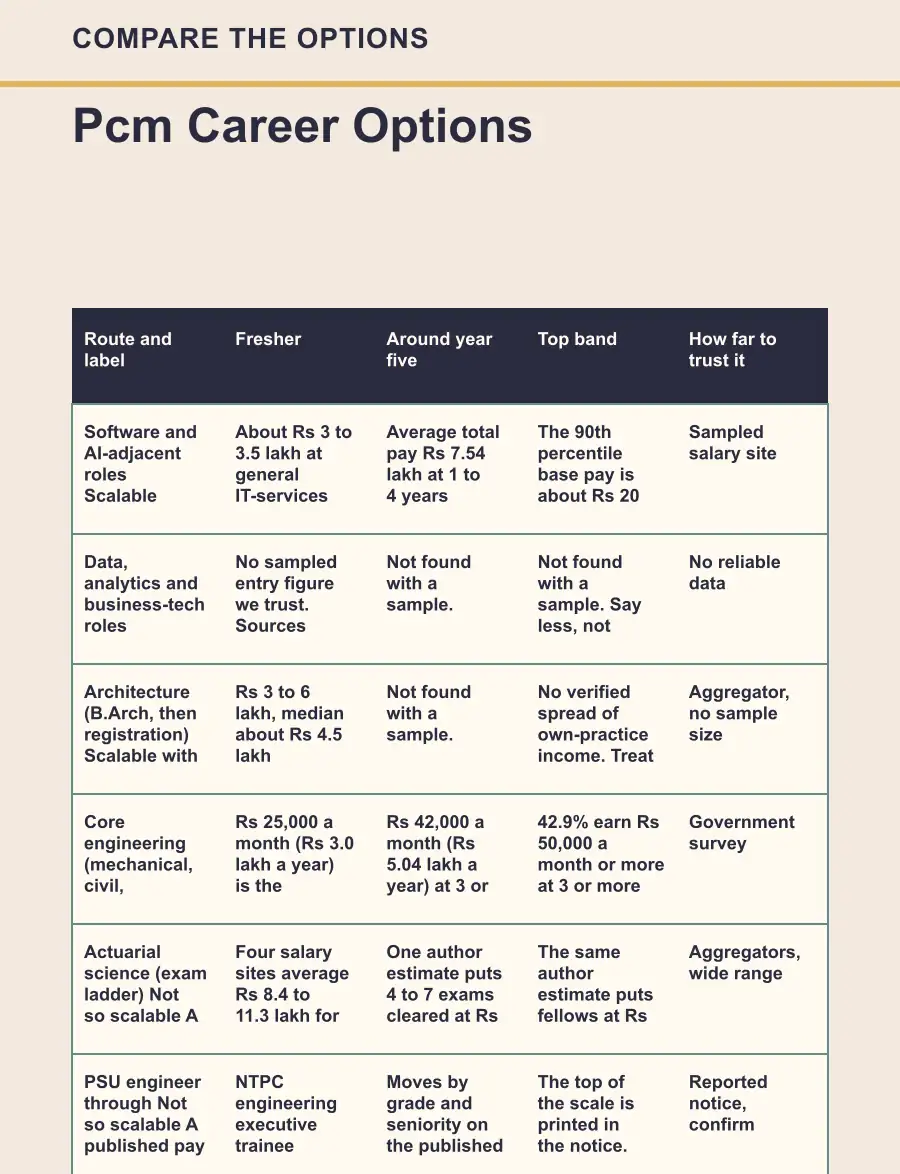 COMPARE THE OPTIONS
Pcm Career Options
Route and
label
Fresher
Around year
five
Top band
How far to
trust it
Software and
AI-adjacent
roles
Scalable
About Rs 3 to
3.5 lakh at
general
IT-services
Average total
pay Rs 7.54
lakh at 1 to
4 years
The 90th
percentile
base pay is
about Rs 20
Sampled
salary site
Data,
analytics and
business-tech
roles
No sampled
entry figure
we trust.
Sources
Not found
with a
sample.
Not found
with a
sample. Say
less, not
No reliable
data
Architecture
(B.Arch, then
registration)
Scalable with
Rs 3 to 6
lakh, median
about Rs 4.5
lakh
Not found
with a
sample.
No verified
spread of
own-practice
income. Treat
Aggregator,
no sample
size
Core
engineering
(mechanical,
civil,
Rs 25,000 a
month (Rs 3.0
lakh a year)
is the
Rs 42,000 a
month (Rs
5.04 lakh a
year) at 3 or
42.9% earn Rs
50,000 a
month or more
at 3 or more
Government
survey
Actuarial
science (exam
ladder) Not
so scalable A
Four salary
sites average
Rs 8.4 to
11.3 lakh for
One author
estimate puts
4 to 7 exams
cleared at Rs
The same
author
estimate puts
fellows at Rs
Aggregators,
wide range
PSU engineer
through Not
so scalable A
published pay
NTPC
engineering
executive
trainee
Moves by
grade and
seniority on
the published
The top of
the scale is
printed in
the notice.
Reported
notice,
confirm